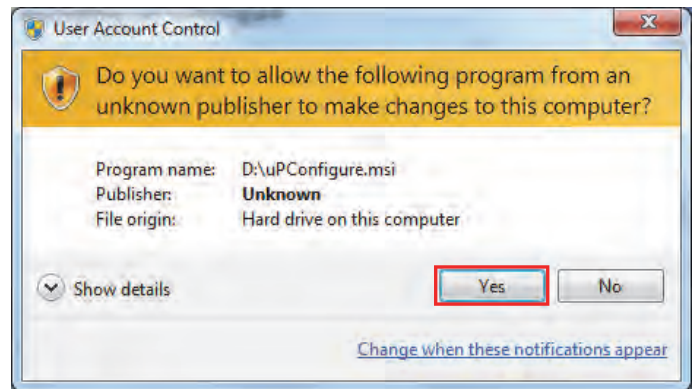 User Account Control
Do you want to allow the following program from an
unknown publisher to make changes to this computer?
Program name: D:\uPConfigure.msi
Publisher: Unknown
File origin: Hard drive on this computer
Show details
Yes
No
Change when these notifications appear